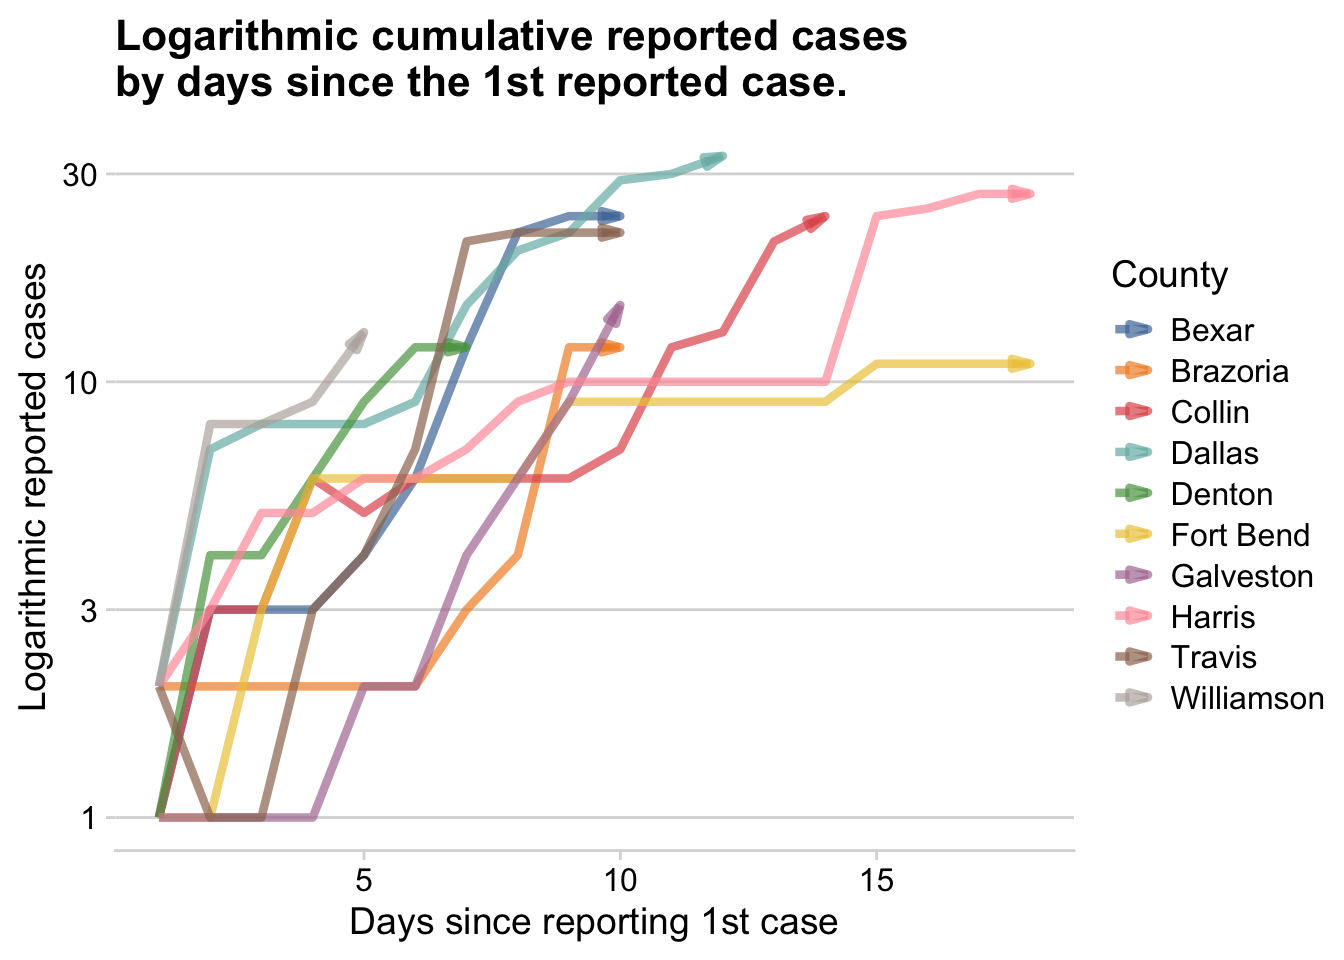 Logarithmic cumulative reported cases
by days since the 1st reported case.
30
10
3
1
Logarithmic reported cases
5
10
15
Days since reporting 1st case
County
Bexar
Brazoria
Collin
Dallas
Denton
Fort Bend
Galveston
Harris
Travis
Williamson